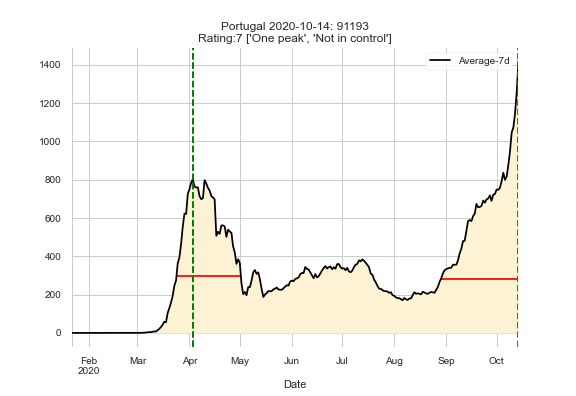 Portugal 2020-10-14: 91193
Rating:7 ['One peak', 'Not in control']
Average-7d
1400
1200
1000
800
600
400
200
0
Feb Mar Apr May Jun Jul Aug Sep Oct
2020
Date